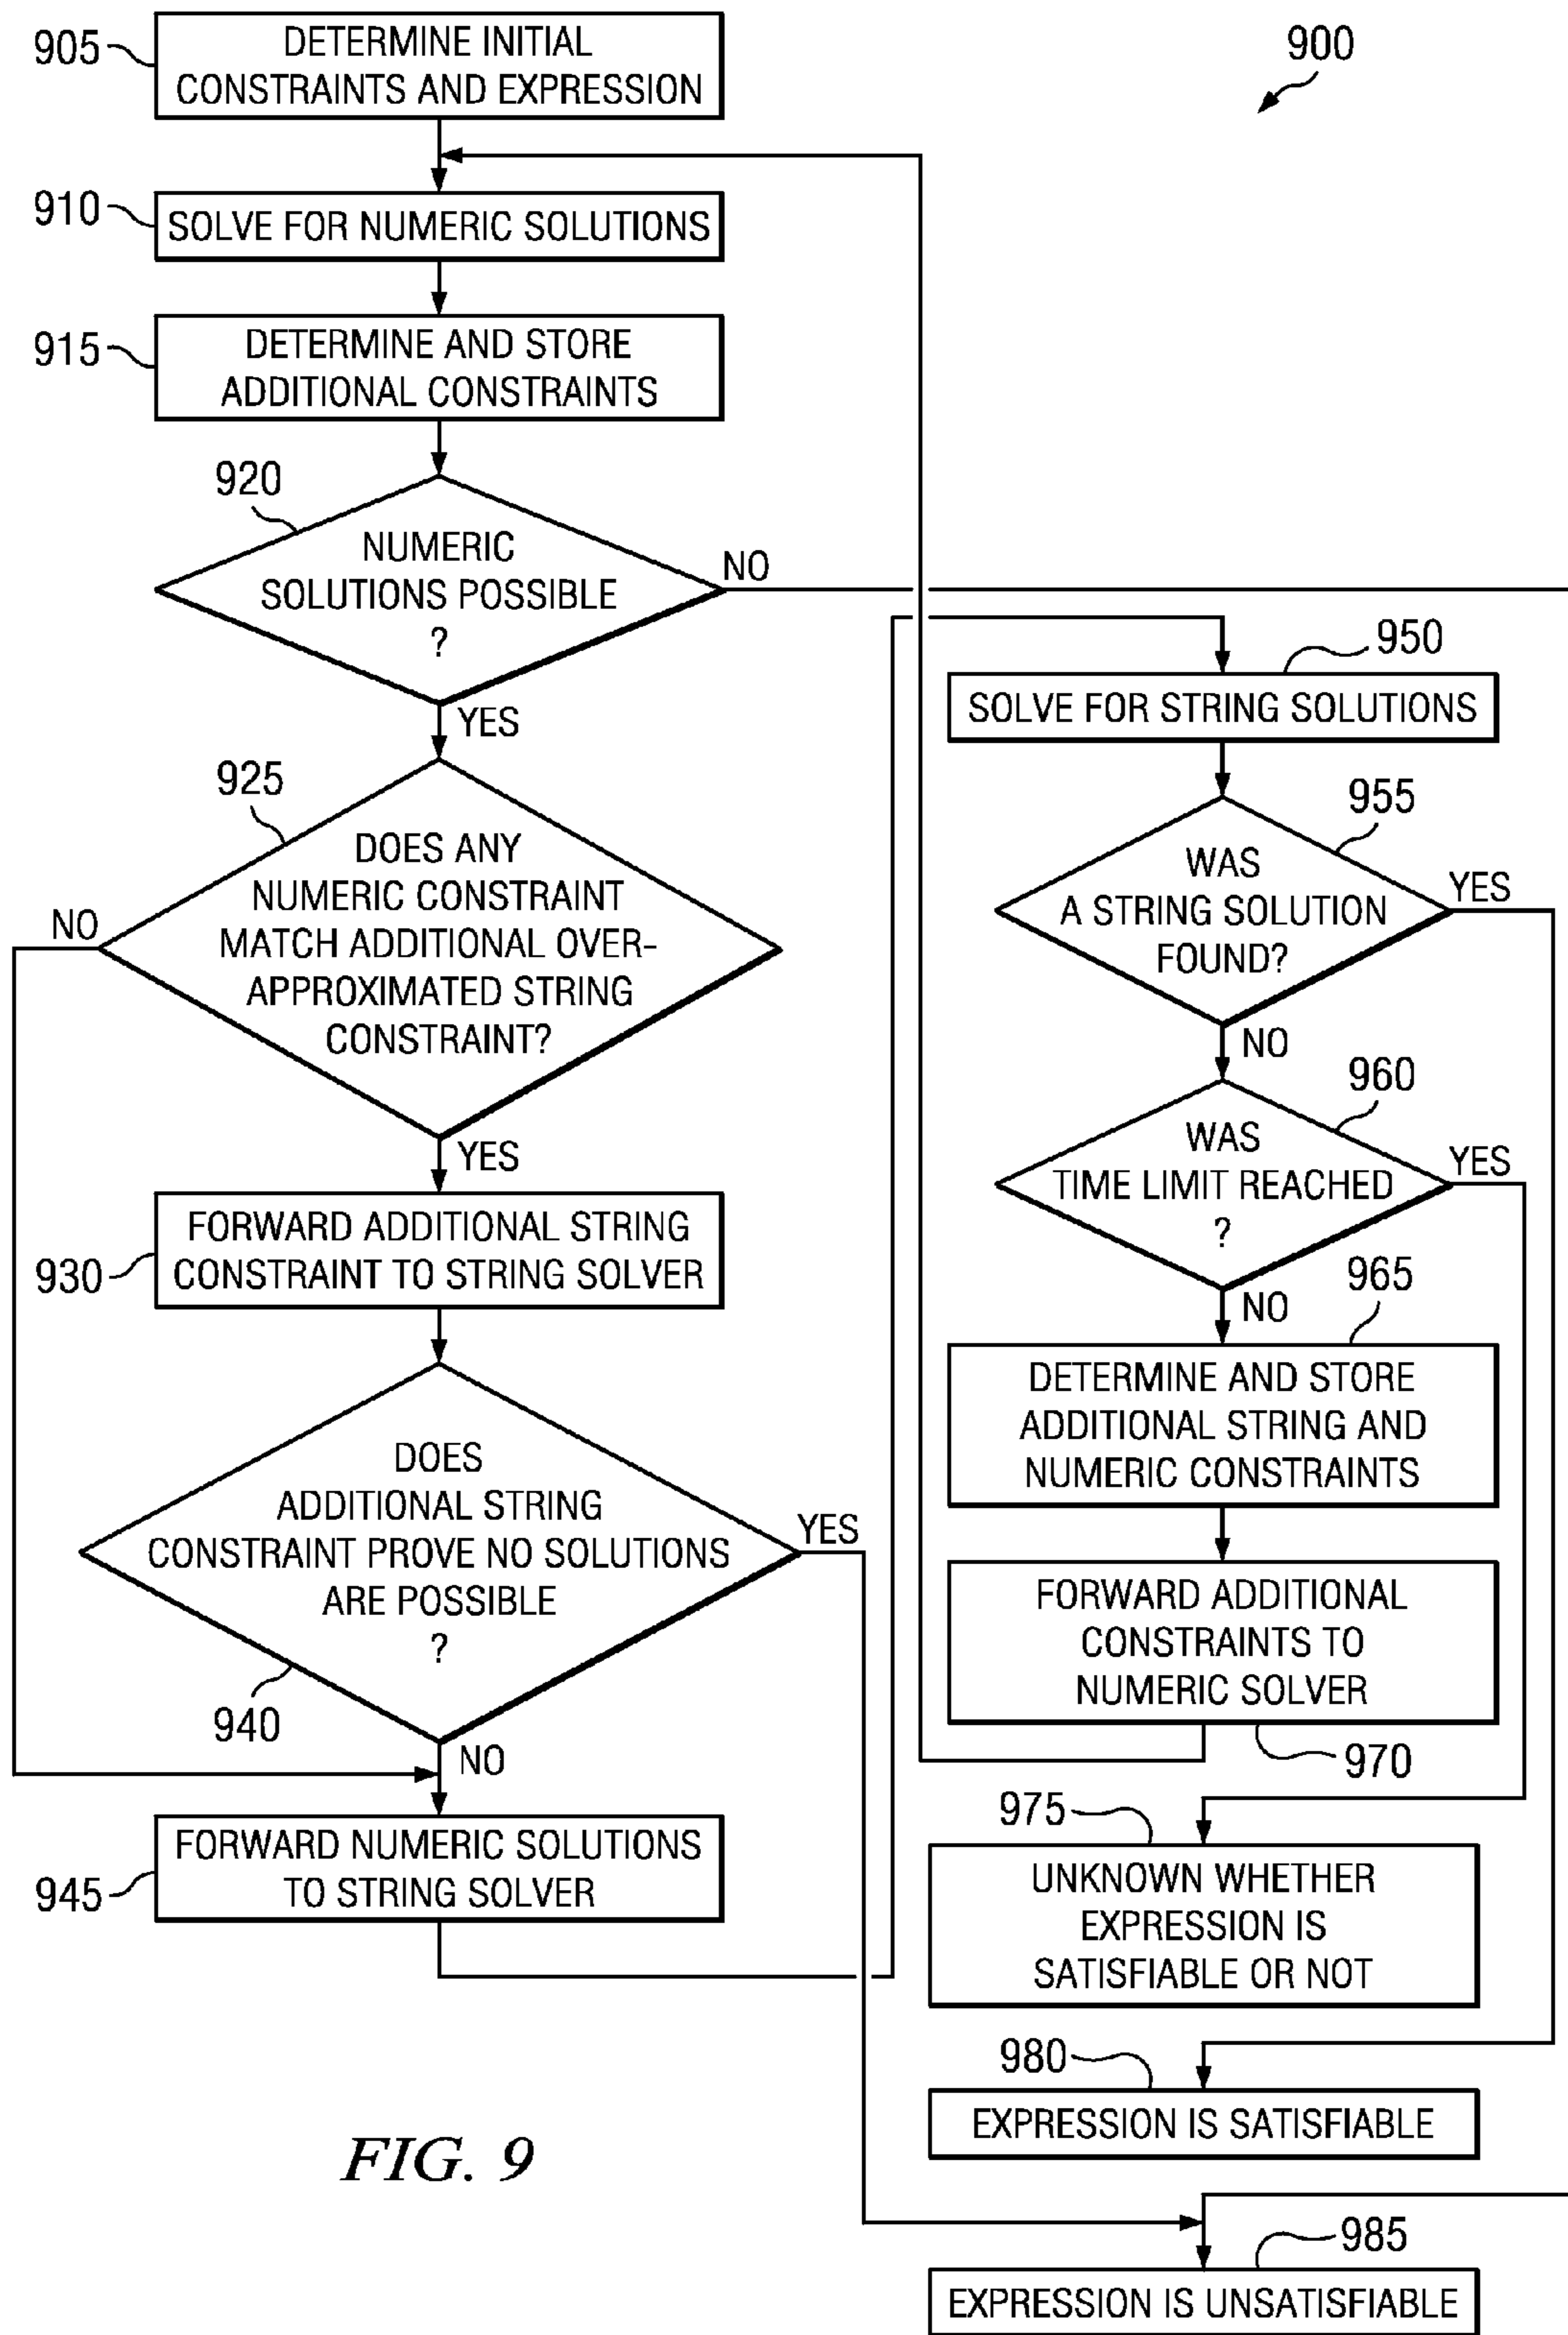 905
DETERMINE INITIAL
CONSTRAINTS AND EXPRESSION
900
910
SOLVE FOR NUMERIC SOLUTIONS
915
DETERMINE AND STORE
ADDITIONAL CONSTRAINTS
920
NUMERIC
SOLUTIONS POSSIBLE
?
NO
YES
925
DOES ANY
NUMERIC CONSTRAINT
MATCH ADDITIONAL OVER-
APPROXIMATED STRING
CONSTRAINT?
NO
YES
930
FORWARD ADDITIONAL STRING
CONSTRAINT TO STRING SOLVER
DOES
ADDITIONAL STRING
CONSTRAINT PROVE NO SOLUTIONS
ARE POSSIBLE
?
YES
940
NO
945
FORWARD NUMERIC SOLUTIONS
TO STRING SOLVER
950
SOLVE FOR STRING SOLUTIONS
955
WAS
A STRING SOLUTION
FOUND?
YES
NO
960
WAS
TIME LIMIT REACHED
?
YES
NO
965
DETERMINE AND STORE
ADDITIONAL STRING AND
NUMERIC CONSTRAINTS
FORWARD ADDITIONAL
CONSTRAINTS TO
NUMERIC SOLVER
970
975
UNKNOWN WHETHER
EXPRESSION IS
SATISFIABLE OR NOT
980
EXPRESSION IS SATISFIABLE
985
EXPRESSION IS UNSATISFIABLE
FIG. 9